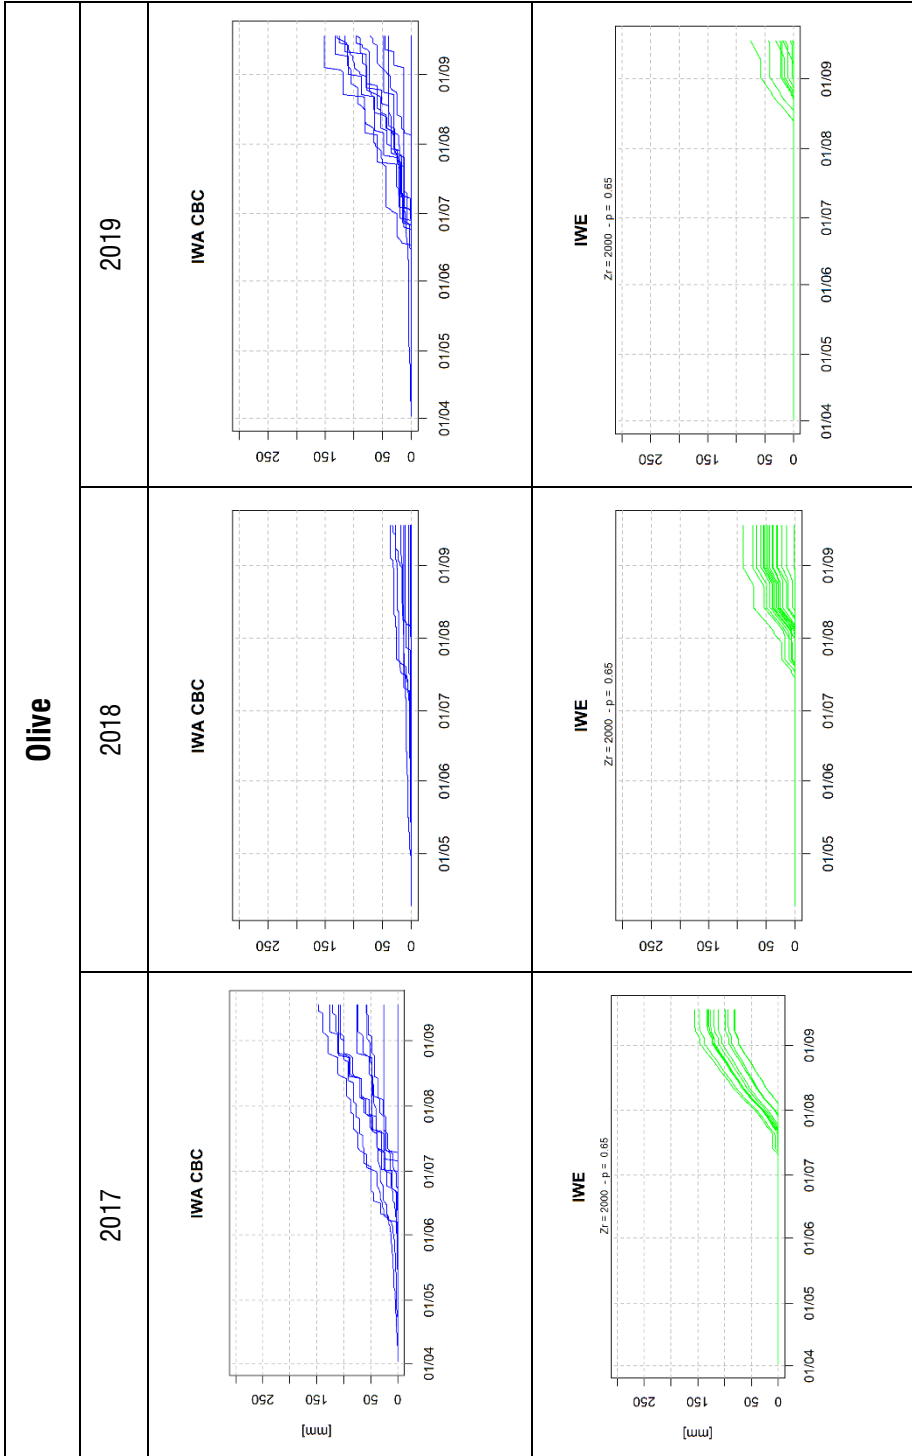 Olive
2017
2018
2019
IWA CBC
[mm]
0 50 150 250
01/04 01/05 01/06 01/07 01/08 01/09
IWA CBC
0 50 150 250
01/05 01/06 01/07 01/08 01/09
IWA CBC
0 50 150 250
01/04 01/05 01/06 01/07 01/08 01/09
IWE
Zr = 2000 - p = 0.65
[mm]
0 50 150 250
01/04 01/05 01/06 01/07 01/08 01/09
IWE
Zr = 2000 - p = 0.65
0 50 150 250
01/05 01/06 01/07 01/08 01/09
IWE
Zr = 2000 - p = 0.65
0 50 150 250
01/04 01/05 01/06 01/07 01/08 01/09